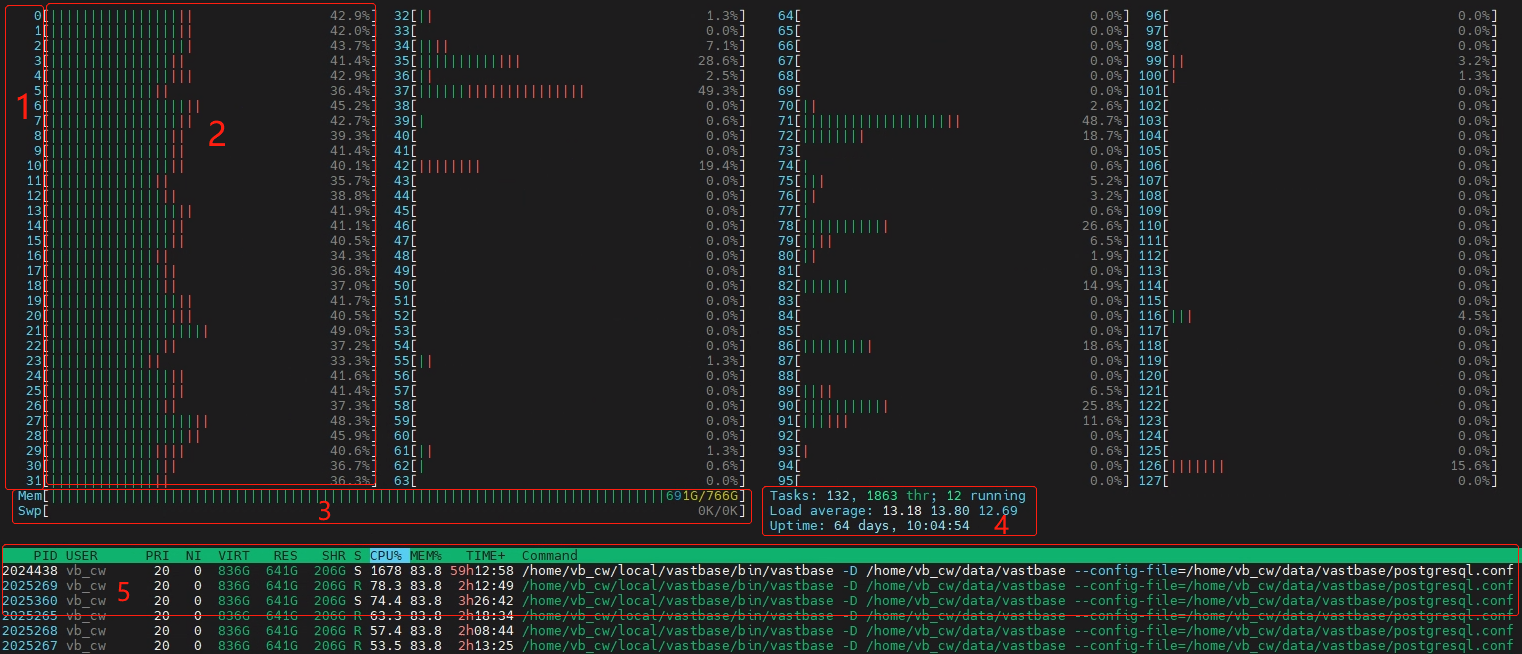 0[ 42.9%] 32[ 1.3%] 64[ 0.0%] 96[ 0.0%]
1[ 42.0%] 33[ 0.0%] 65[ 0.0%] 97[ 0.0%]
2[ 43.7%] 34[ 7.1%] 66[ 0.0%] 98[ 0.0%]
3[ 41.4%] 35[ 28.6%] 67[ 0.0%] 99[ 3.2%]
4[ 42.9%] 36[ 2.5%] 68[ 0.0%] 100[ 1.3%]
5[ 36.4%] 37[ 49.3%] 69[ 0.0%] 101[ 0.0%]
1
6[ 45.2%] 38[ 0.0%] 70[ 2.6%] 102[ 0.0%]
7[ 42.7%] 39[ 0.6%] 71[ 48.7%] 103[ 0.0%]
2
8[ 39.3%] 40[ 0.0%] 72[ 18.7%] 104[ 0.0%]
9[ 41.4%] 41[ 0.0%] 73[ 0.0%] 105[ 0.0%]
10[ 40.1%] 42[ 19.4%] 74[ 0.6%] 106[ 0.0%]
11[ 35.7%] 43[ 0.0%] 75[ 5.2%] 107[ 0.0%]
12[ 38.8%] 44[ 0.0%] 76[ 3.2%] 108[ 0.0%]
13[ 41.9%] 45[ 0.0%] 77[ 0.6%] 109[ 0.0%]
14[ 41.1%] 46[ 0.0%] 78[ 26.6%] 110[ 0.0%]
15[ 40.5%] 47[ 0.0%] 79[ 6.5%] 111[ 0.0%]
16[ 34.3%] 48[ 0.0%] 80[ 1.9%] 112[ 0.0%]
17[ 36.8%] 49[ 0.0%] 81[ 0.0%] 113[ 0.0%]
18[ 37.0%] 50[ 0.0%] 82[ 14.9%] 114[ 0.0%]
19[ 41.7%] 51[ 0.0%] 83[ 0.0%] 115[ 0.0%]
20[ 40.5%] 52[ 0.0%] 84[ 0.0%] 116[ 4.5%]
21[ 49.0%] 53[ 0.0%] 85[ 0.0%] 117[ 0.0%]
22[ 37.2%] 54[ 0.0%] 86[ 18.6%] 118[ 0.0%]
23[ 33.3%] 55[ 1.3%] 87[ 0.0%] 119[ 0.0%]
24[ 41.6%] 56[ 0.0%] 88[ 0.0%] 120[ 0.0%]
25[ 41.4%] 57[ 0.0%] 89[ 6.5%] 121[ 0.0%]
26[ 37.3%] 58[ 0.0%] 90[ 25.8%] 122[ 0.0%]
27[ 48.3%] 59[ 0.0%] 91[ 11.6%] 123[ 0.0%]
28[ 45.9%] 60[ 0.0%] 92[ 0.0%] 124[ 0.0%]
29[ 40.6%] 61[ 1.3%] 93[ 0.6%] 125[ 0.0%]
30[ 36.7%] 62[ 0.6%] 94[ 0.0%] 126[ 15.6%]
31[ 36.3%] 63[ 0.0%] 95[ 0.0%] 127[ 0.0%]
Mem[ 691G/766G] Tasks: 132, 1863 thr; 12 running
Swp[ 0K/0K] Load average: 13.18 13.80 12.69
3
Uptime: 64 days, 10:04:54
4
PID USER PRI NI VIRT RES SHR S CPU% MEM% TIME+ Command
2024438 vb_cw 20 0 836G 641G 206G S 1678 83.8 59h12:58 /home/vb_cw/local/vastbase/bin/vastbase -D /home/vb_cw/data/vastbase --config-file=/home/vb_cw/data/vastbase/postgresql.conf
2025269 vb_cw 20 0 836G 641G 206G R 78.3 83.8 2h12:49 /home/vb_cw/local/vastbase/bin/vastbase -D /home/vb_cw/data/vastbase --config-file=/home/vb_cw/data/vastbase/postgresql.conf
5
2025360 vb_cw 20 0 836G 641G 206G S 74.4 83.8 3h26:42 /home/vb_cw/local/vastbase/bin/vastbase -D /home/vb_cw/data/vastbase --config-file=/home/vb_cw/data/vastbase/postgresql.conf
2025265 vb_cw 20 0 836G 641G 206G R 63.3 83.8 2h18:34 /home/vb_cw/local/vastbase/bin/vastbase -D /home/vb_cw/data/vastbase --config-file=/home/vb_cw/data/vastbase/postgresql.conf
2025268 vb_cw 20 0 836G 641G 206G R 57.4 83.8 2h08:44 /home/vb_cw/local/vastbase/bin/vastbase -D /home/vb_cw/data/vastbase --config-file=/home/vb_cw/data/vastbase/postgresql.conf
2025267 vb_cw 20 0 836G 641G 206G R 53.5 83.8 2h13:25 /home/vb_cw/local/vastbase/bin/vastbase -D /home/vb_cw/data/vastbase --config-file=/home/vb_cw/data/vastbase/postgresql.conf